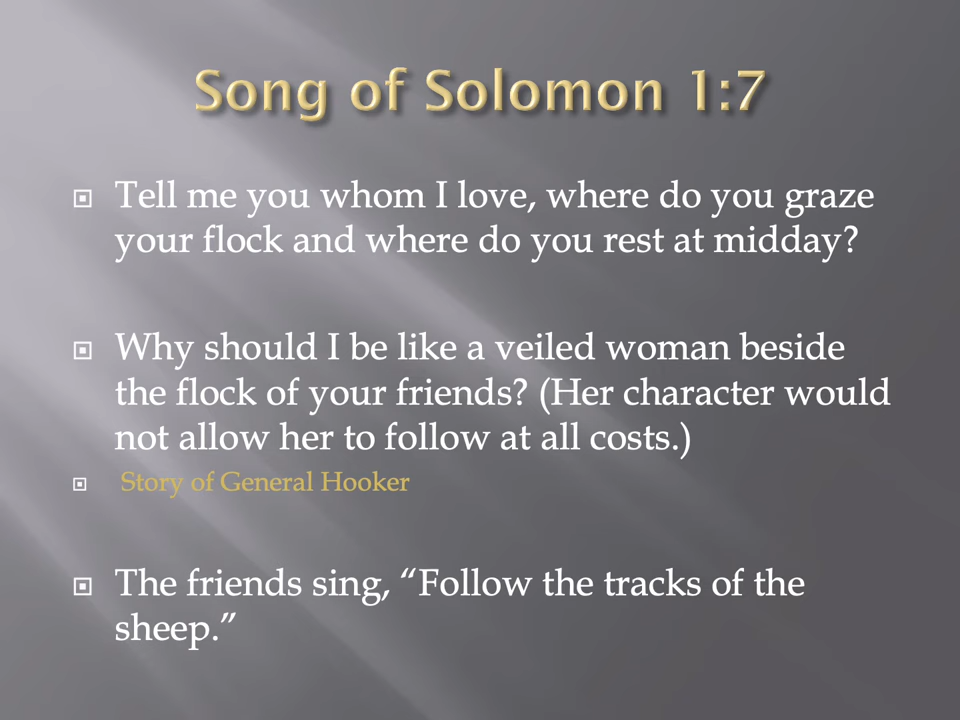 Song of Solomon 1:7
Tell me you whom I love, where do you graze
your flock and where do you rest at midday?
Why should I be like a veiled woman beside
the flock of your friends? (Her character would
not allow her to follow at all costs.)
Story of General Hooker
The friends sing, “Follow the tracks of the
sheep.”